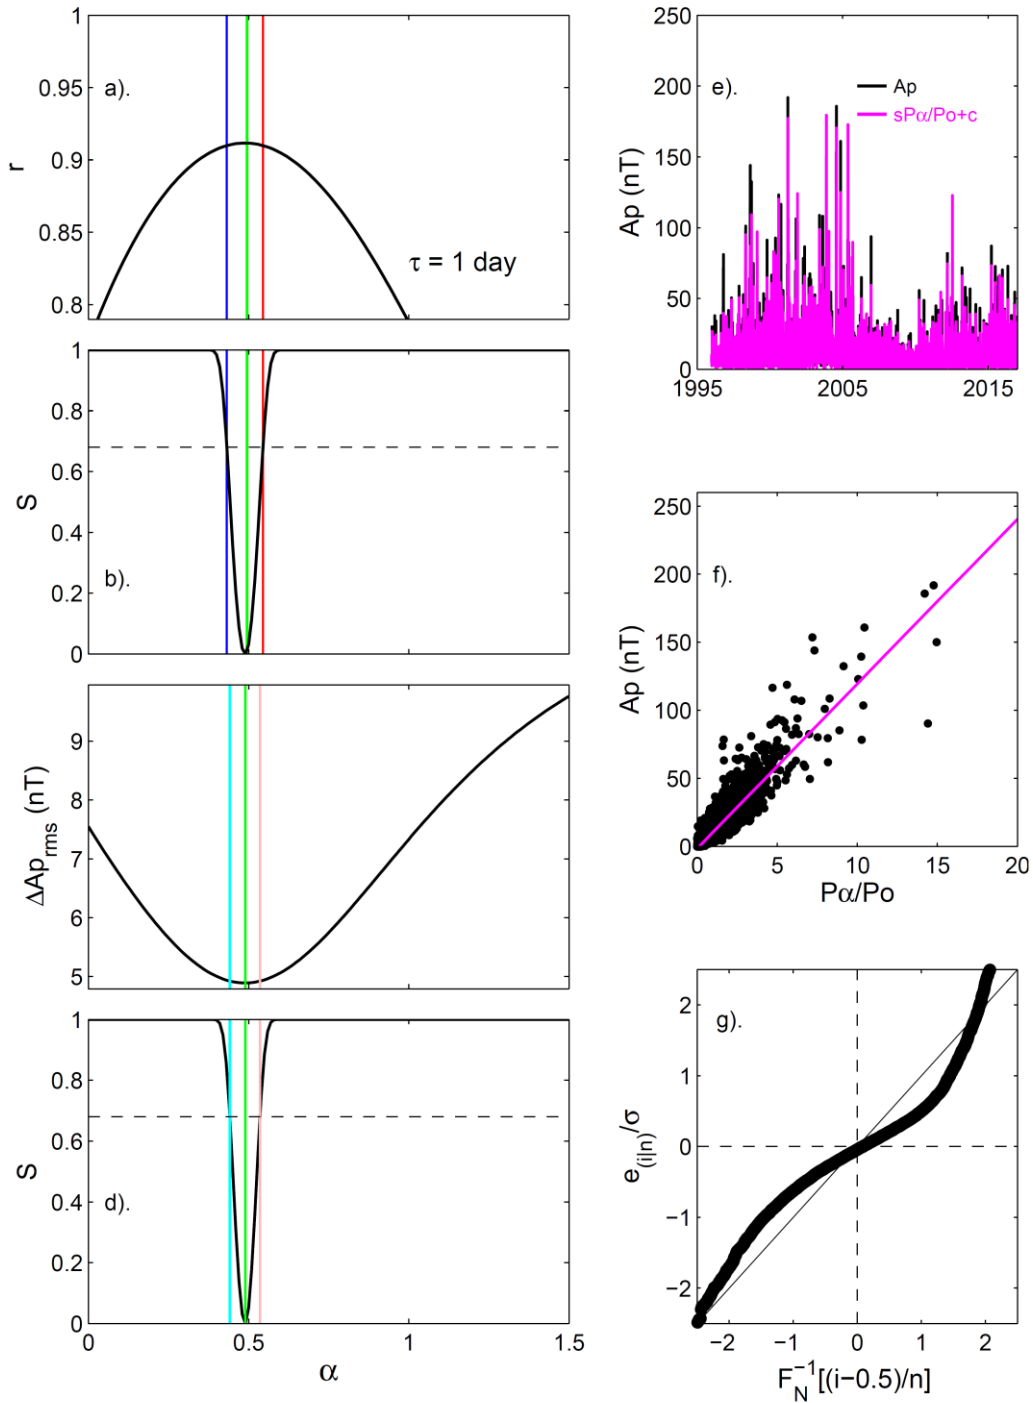 1
0.95
0.9
0.85
0.8
r
a).
τ = 1 day
1
0.8
0.6
0.4
0.2
0
S
b).
9
8
7
6
5
ΔAp_rms (nT)
1
0.8
0.6
0.4
0.2
0
S
d).
0 0.5 1 1.5
α
250
200
150
100
50
0
Ap (nT)
e).
Ap
sPα/Po+c
1995 2005 2015
250
200
150
100
50
0
Ap (nT)
f).
0 5 10 15 20
Pα/Po
2
1
0
−1
−2
e_(i|n)/σ
g).
−2 −1 0 1 2
F_N^−1[(i−0.5)/n]